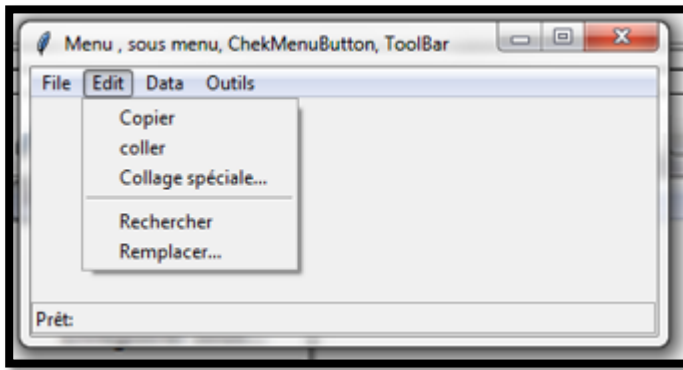 Menu , sous menu, ChekMenuButton, ToolBar
File Edit Data Outils
Copier
coller
Collage spéciale...
Rechercher
Remplacer...
Prêt: